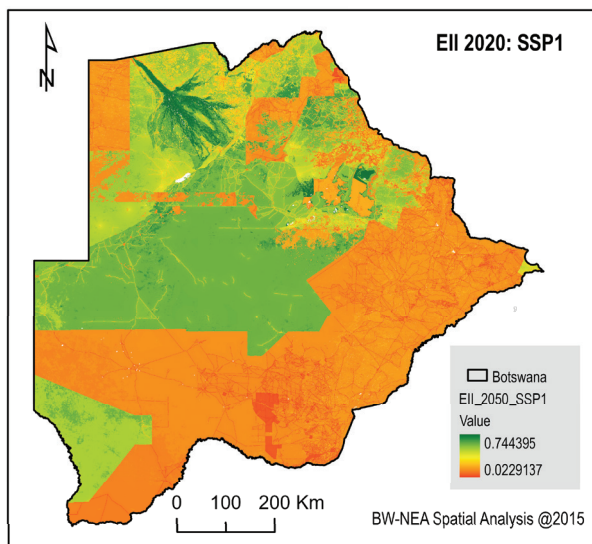 EII 2020: SSP1
N
Botswana
EII_2050_SSP1
Value
0.744395
0.0229137
0 100 200 Km
BW-NEA Spatial Analysis @2015